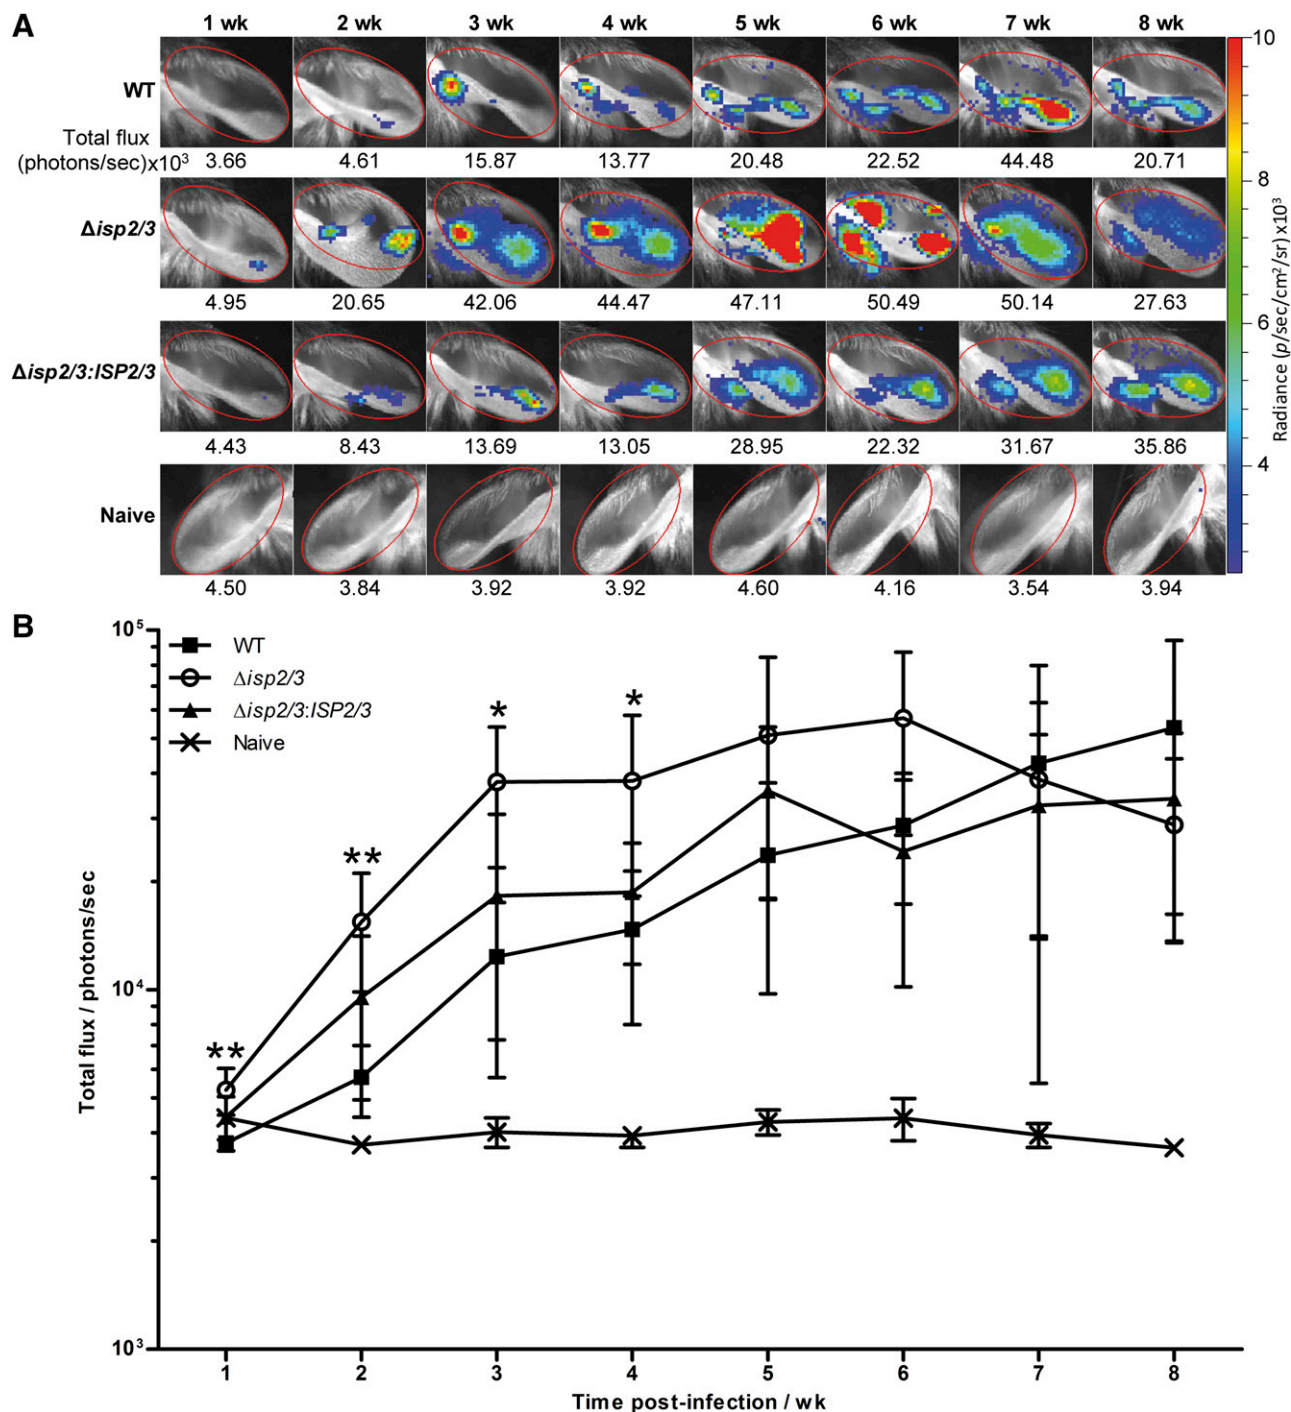 A
1 wk 2 wk 3 wk 4 wk 5 wk 6 wk 7 wk 8 wk
WT
Total flux
(photons/sec)x10³ 3.66 4.61 15.87 13.77 20.48 22.52 44.48 20.71
Δisp2/3
4.95 20.65 42.06 44.47 47.11 50.49 50.14 27.63
Δisp2/3:ISP2/3
4.43 8.43 13.69 13.05 28.95 22.32 31.67 35.86
Naive
4.50 3.84 3.92 3.92 4.60 4.16 3.54 3.94
10
8
6
4
Radiance (p/sec/cm²/sr) x10³
B
WT
Δisp2/3
Δisp2/3:ISP2/3
Naive
** ** * *
10⁵
10⁴
10³
Total flux / photons/sec
1 2 3 4 5 6 7 8
Time post-infection / wk